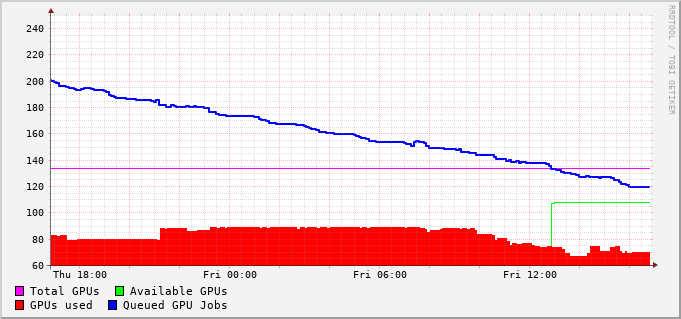 240
220
200
180
160
140
120
100
80
60
Thu 18:00 Fri 00:00 Fri 06:00 Fri 12:00
Total GPUs Available GPUs
GPUs used Queued GPU Jobs
RRDTOOL / TOBI OETIKER